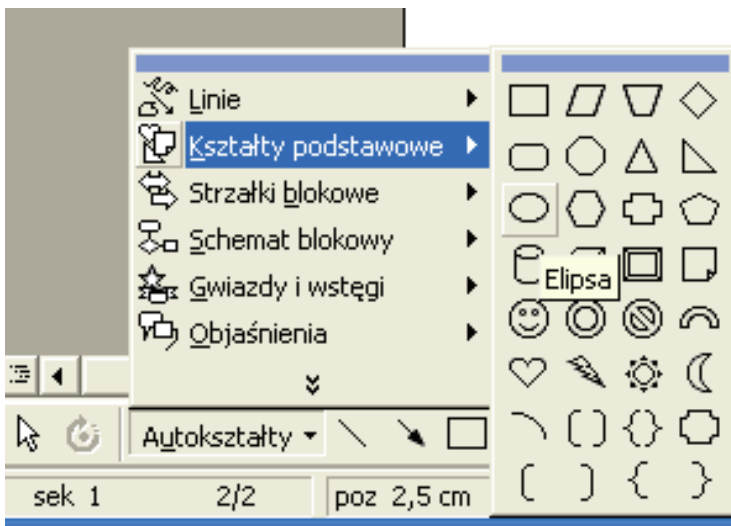 Linie
Kształty podstawowe
Strzałki blokowe
Schemat blokowy
Gwiazdy i wstęgi
Objaśnienia
Elipsa
Autokształty
sek 1 2/2 poz 2,5 cm